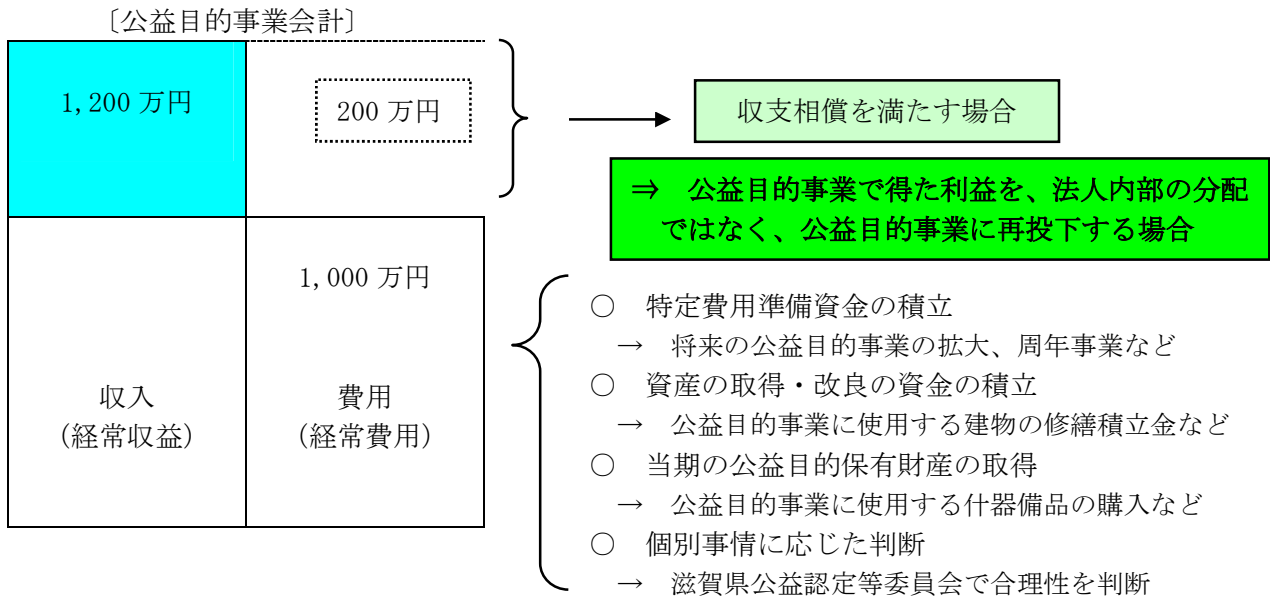 〔公益目的事業会計〕
1,200 万円
200 万円
収支相償を満たす場合
⇒ 公益目的事業で得た利益を、法人内部の分配
ではなく、公益目的事業に再投下する場合
1,000 万円
収入
（経常収益）
費用
（経常費用）
○ 特定費用準備資金の積立
→ 将来の公益目的事業の拡大、周年事業など
○ 資産の取得・改良の資金の積立
→ 公益目的事業に使用する建物の修繕積立金など
○ 当期の公益目的保有財産の取得
→ 公益目的事業に使用する什器備品の購入など
○ 個別事情に応じた判断
→ 滋賀県公益認定等委員会で合理性を判断